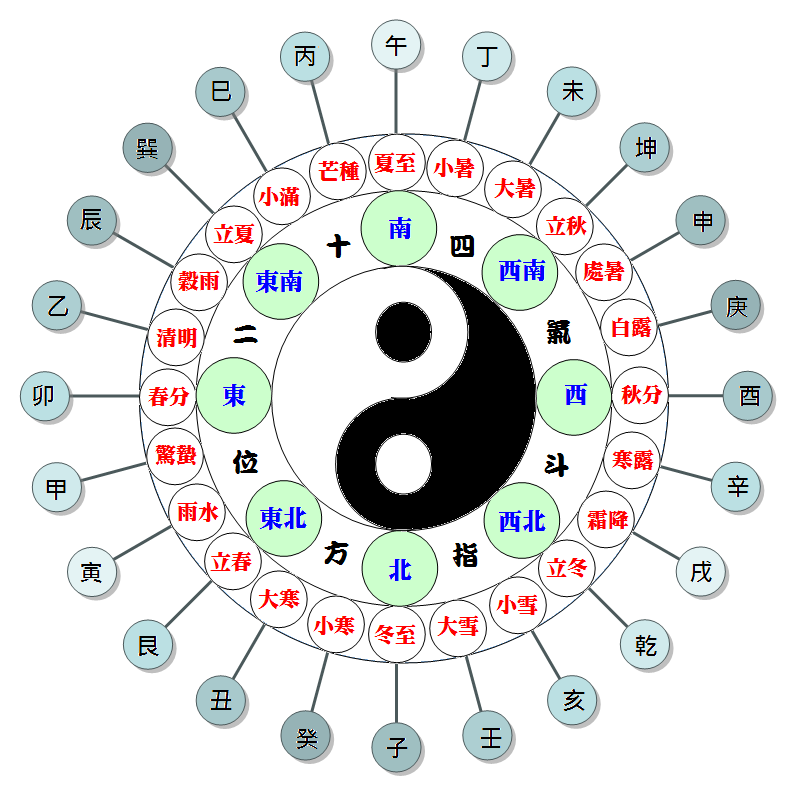 午
丁
未
坤
申
庚
酉
辛
戌
乾
亥
壬
子
癸
丑
艮
寅
甲
卯
乙
辰
巽
巳
丙
夏至
小暑
大暑
立秋
處暑
白露
秋分
寒露
霜降
立冬
小雪
大雪
冬至
小寒
大寒
立春
雨水
驚蟄
春分
清明
穀雨
立夏
小滿
芒種
南
西南
西
西北
北
東北
東
東南
二
十
四
氣
斗
指
方
位